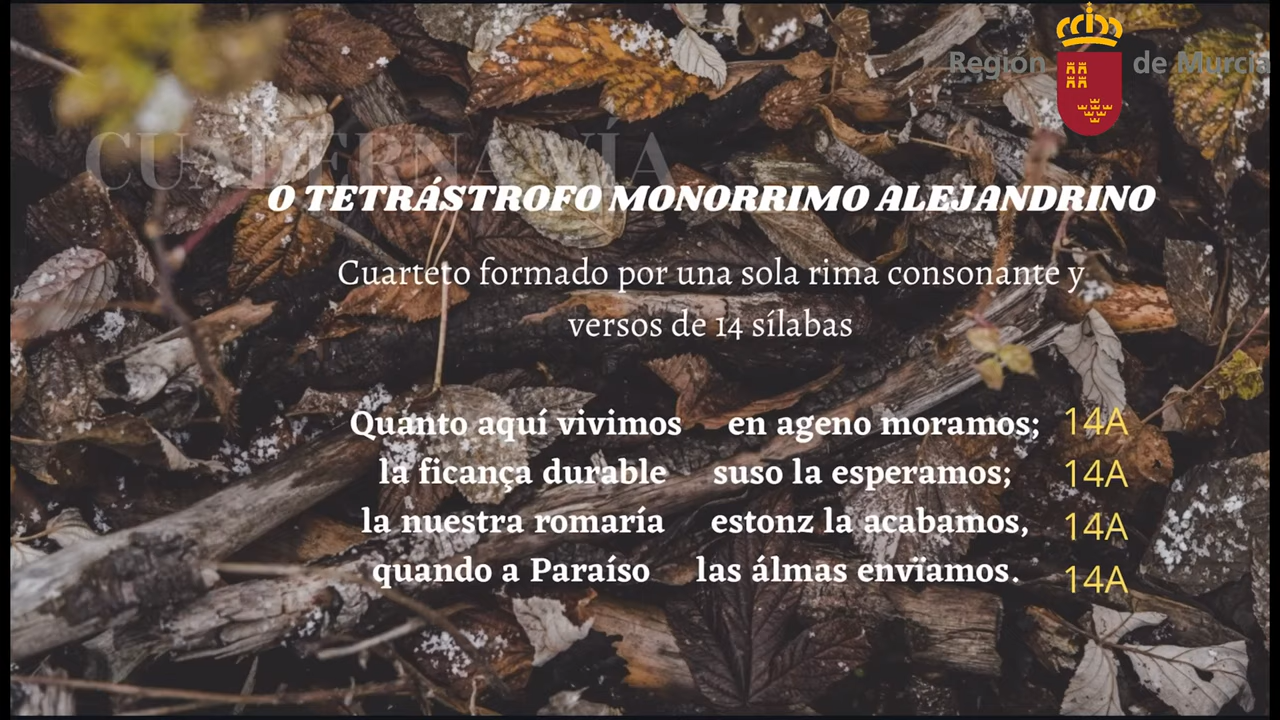 Región de Murcia
CUADERNA VÍA
O TETRÁSTROFO MONORRIMO ALEJANDRINO
Cuarteto formado por una sola rima consonante y
versos de 14 sílabas
Quanto aquí vivimos en ageno moramos; 14A
la ficança durable suso la esperamos; 14A
la nuestra romaría estonz la acabamos, 14A
quando a Paraíso las álmas envïamos. 14A